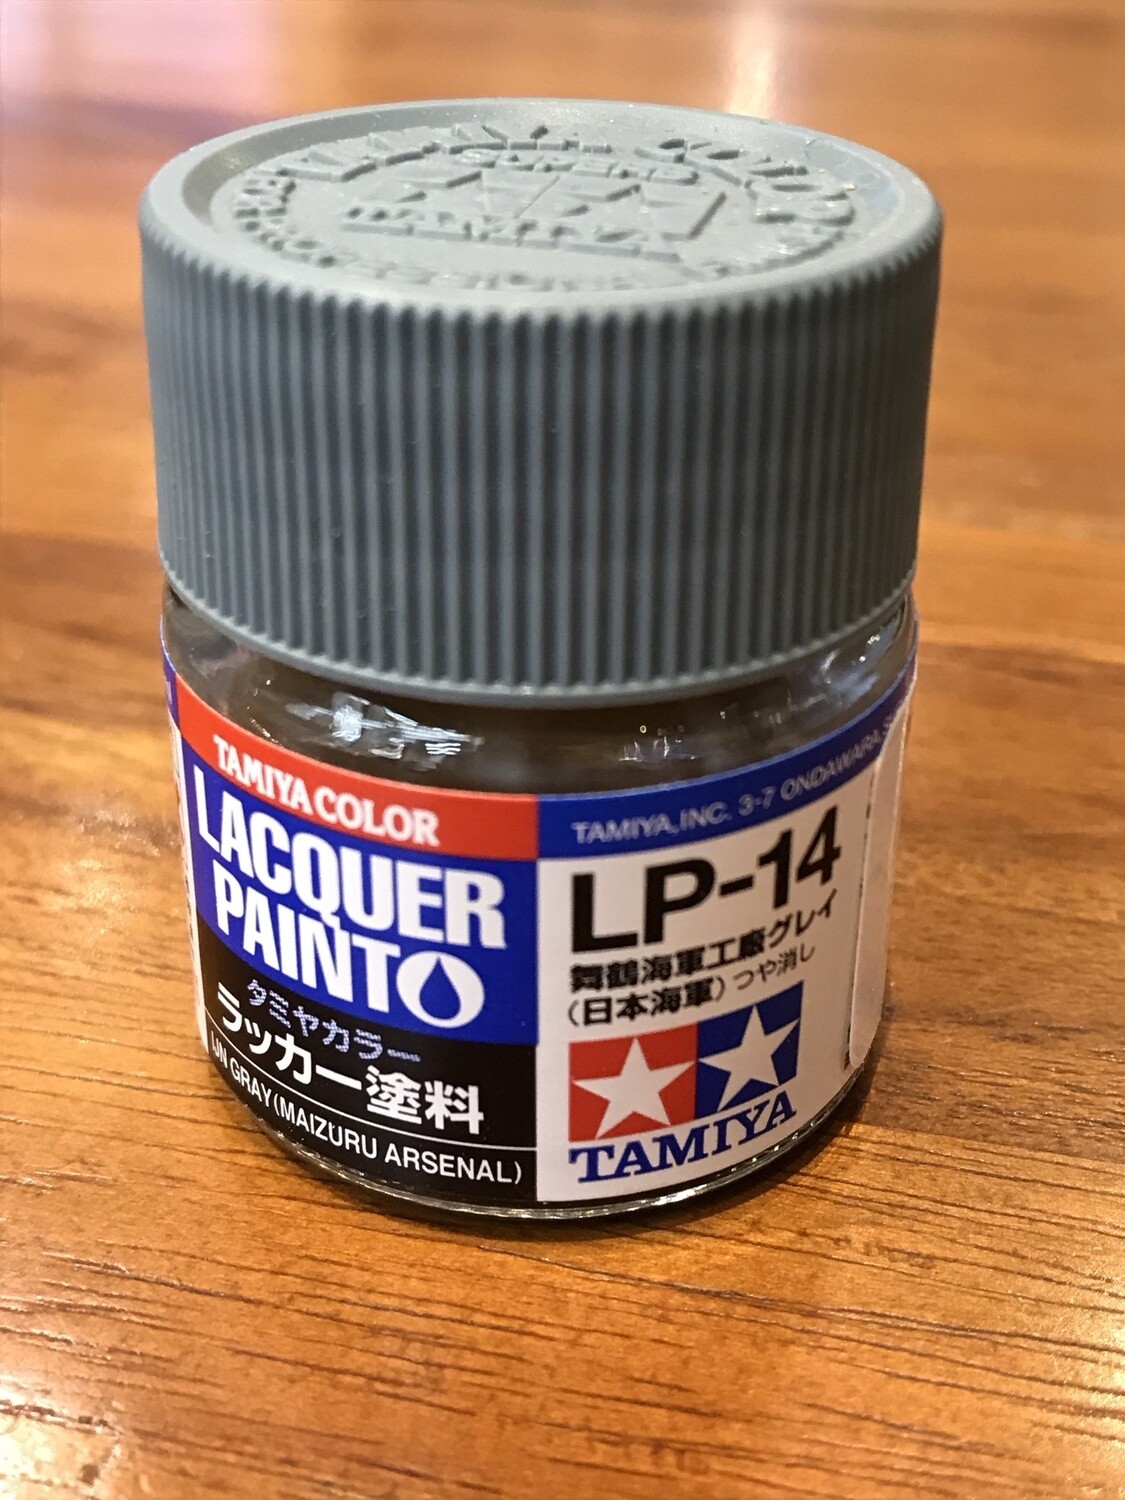 TAMIYA
TAMIYA COLOR
LACQUER
PAINT
タミヤカラー
ラッカー塗料
IJN GRAY(MAIZURU ARSENAL)
TAMIYA,INC. 3-7 ONDAWARA,
LP-14
舞鶴海軍工廠グレイ
(日本海軍)つや消し
TAMIYA